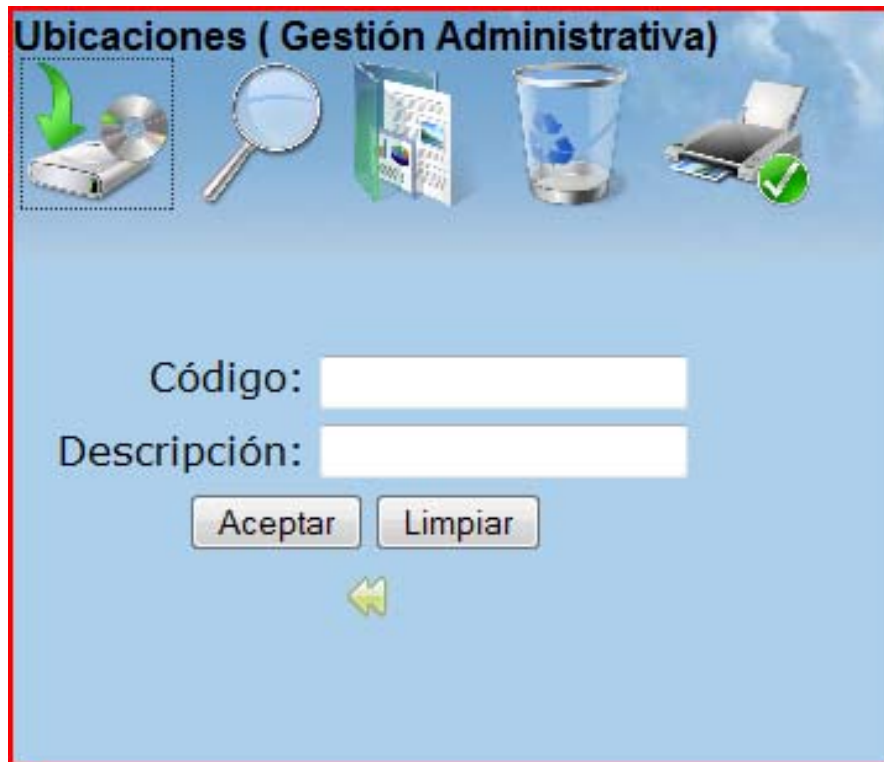 Ubicaciones ( Gestión Administrativa)
Código:
Descripción:
Aceptar Limpiar